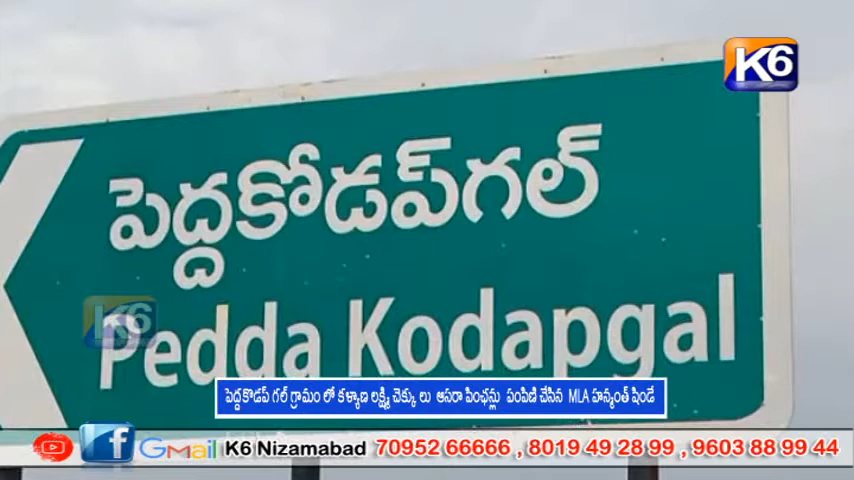 K6
పెద్దకోడప్‌గల్
K6
Pedda Kodapgal
పెద్దకొడప్ గల్ గ్రామం లో కళ్యాణ లక్ష్మి చెక్కు లు ఆసరా పింఛన్లు పంపిణి చేసిన MLA హన్మంత్ షిండే
f Gmail K6 Nizamabad 70952 66666 , 8019 49 28 99 , 9603 88 99 44